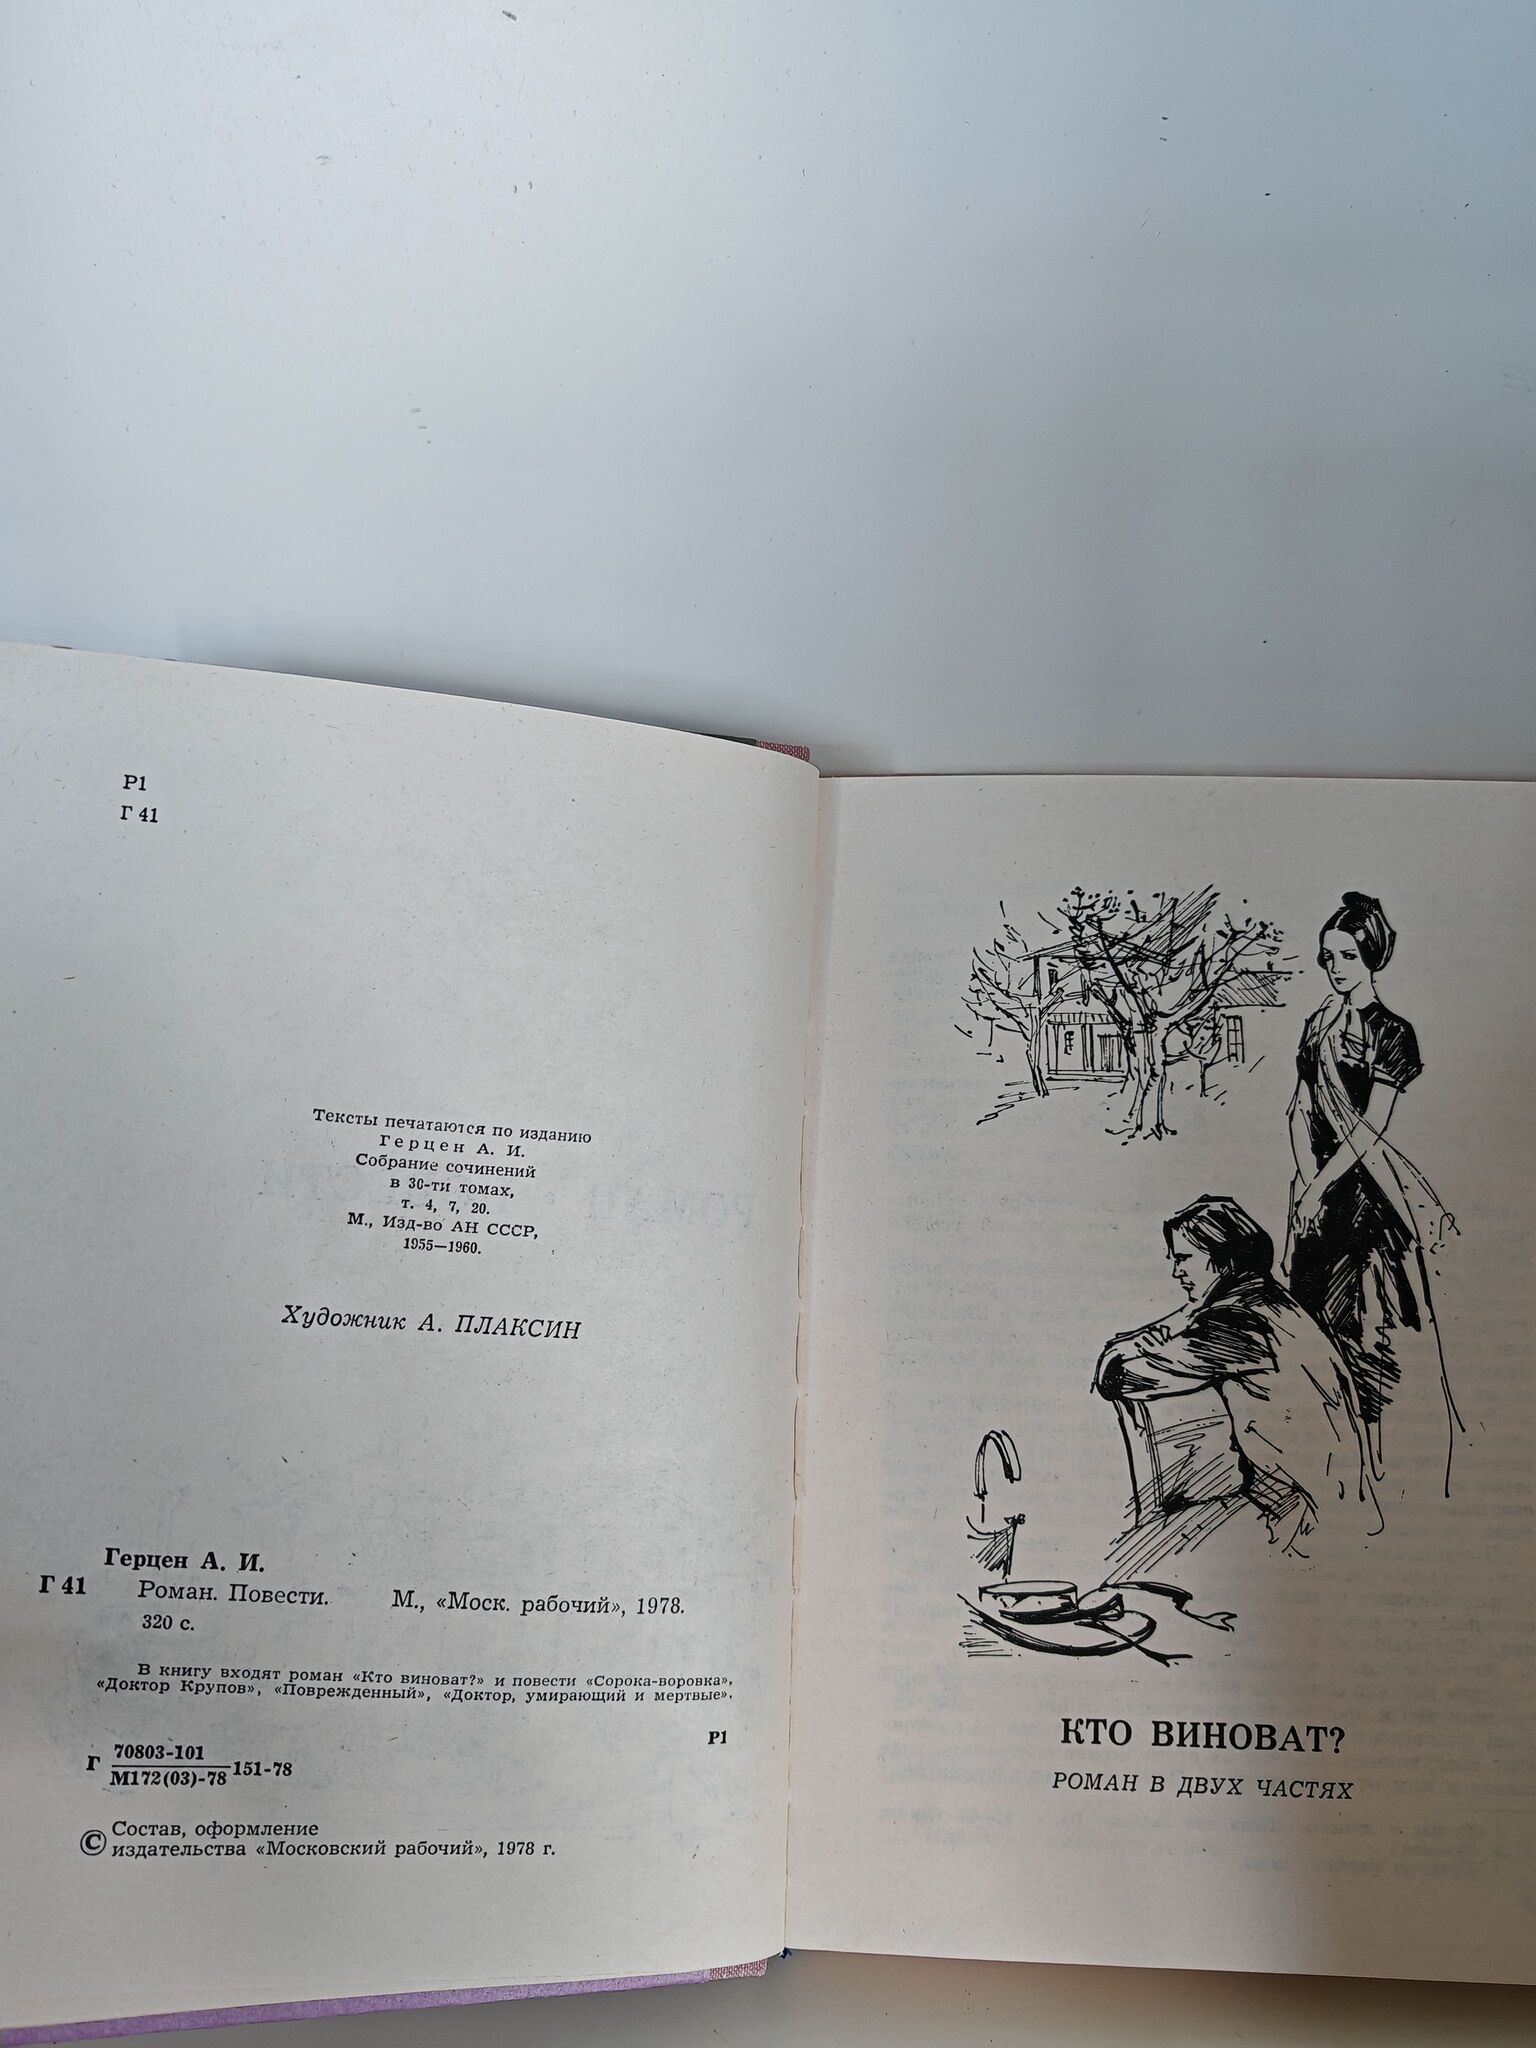 Р1
Г 41
Тексты печатаются по изданию
Герцен А. И.
Собрание сочинений
в 30-ти томах,
т. 4, 7, 20.
М., Изд-во АН СССР,
1955—1960.
Художник А. ПЛАКСИН
Герцен А. И.
Г 41 Роман. Повести. М., «Моск. рабочий», 1978.
320 с.
В книгу входят роман «Кто виноват?» и повести «Сорока-воровка»,
«Доктор Крупов», «Поврежденный», «Доктор, умирающий и мертвые».
Р1
70803-101
Г 151-78
М172(03)-78
© Состав, оформление
издательства «Московский рабочий», 1978 г.
КТО ВИНОВАТ?
РОМАН В ДВУХ ЧАСТЯХ